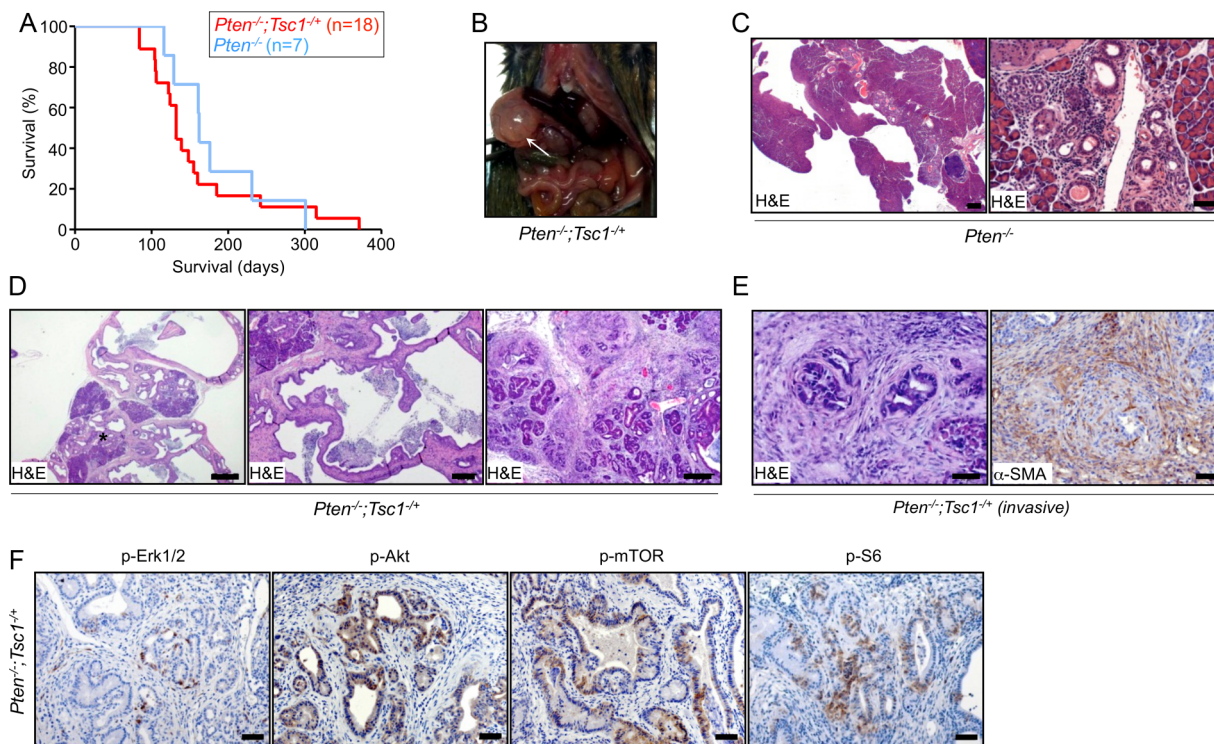 A
Pten-/-;Tsc1-/+ (n=18)
Pten-/- (n=7)
Survival (%)
100
80
60
40
20
0
0 100 200 300 400
Survival (days)
B
Pten-/-;Tsc1-/+
C
H&E H&E
Pten-/-
D
H&E H&E H&E
Pten-/-;Tsc1-/+
E
H&E α-SMA
Pten-/-;Tsc1-/+ (invasive)
F
p-Erk1/2 p-Akt p-mTOR p-S6
Pten-/-;Tsc1-/+
*